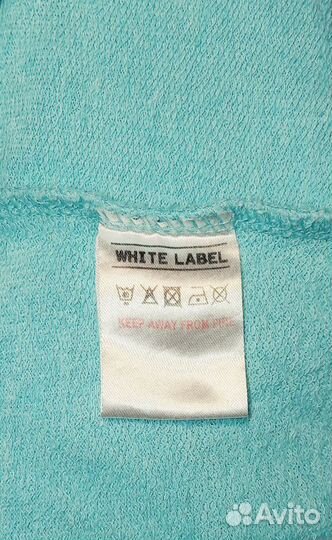 WHITE LABEL
KEEP AWAY FROM FIRE
Avito